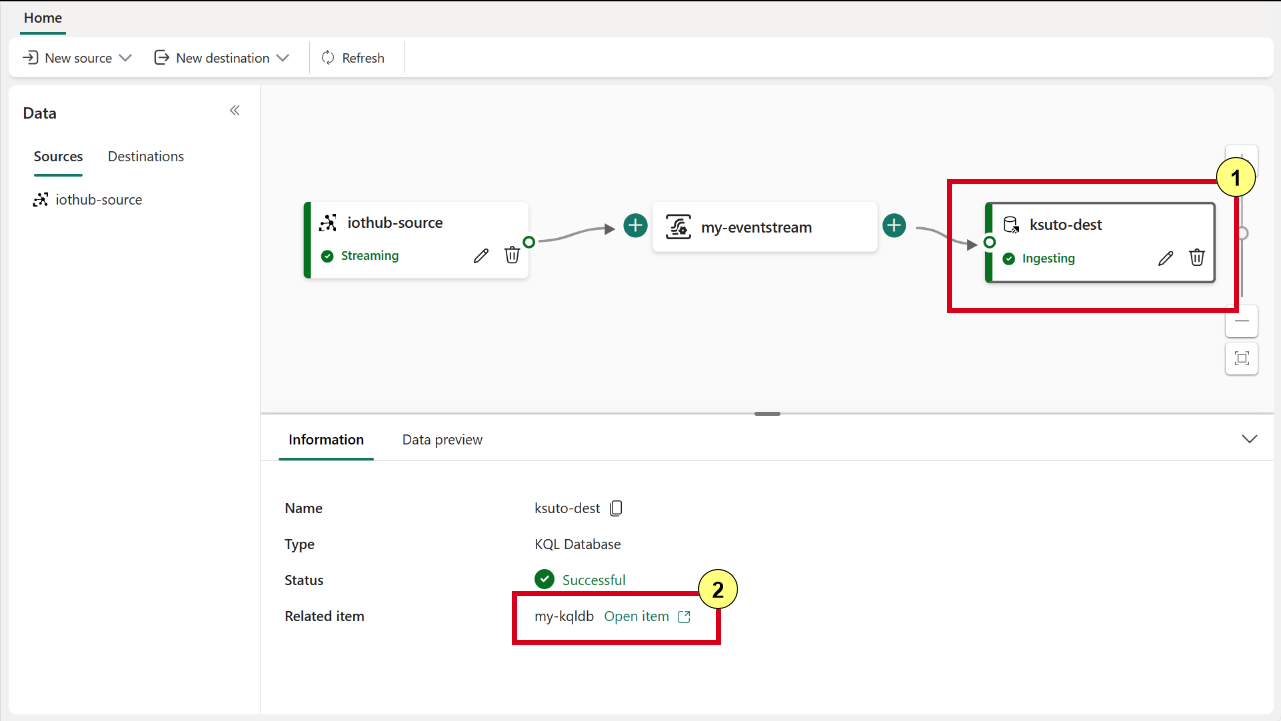 Home
New source
New destination
Refresh
Data
Sources
Destinations
iothub-source
iothub-source
Streaming
my-eventstream
1
ksuto-dest
Ingesting
Information
Data preview
Name
ksuto-dest
Type
KQL Database
Status
Successful
2
Related item
my-kqldb Open item